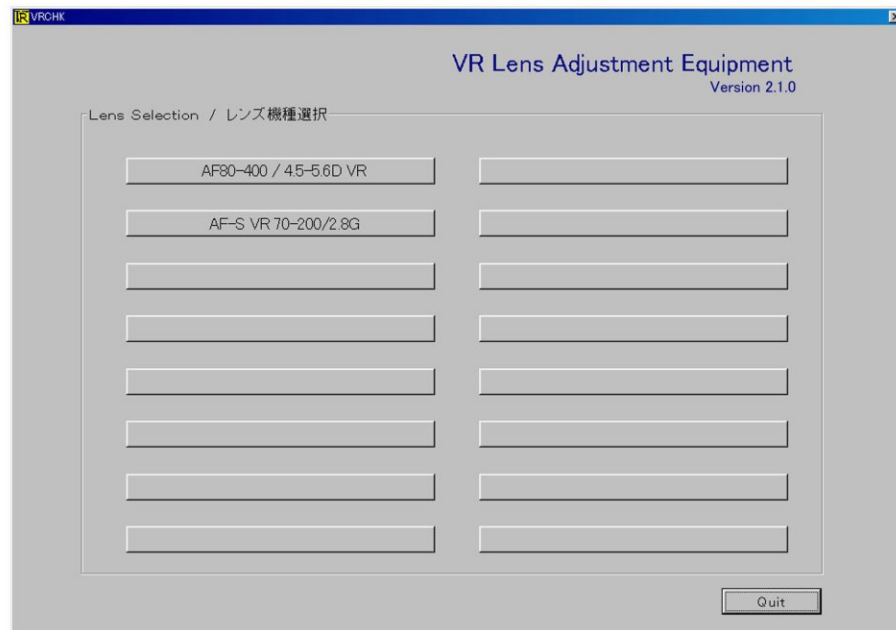 VRCHK
VR Lens Adjustment Equipment
Version 2.1.0
Lens Selection / レンズ機種選択
AF80-400 / 4.5-5.6D VR
AF-S VR 70-200/2.8G
Quit